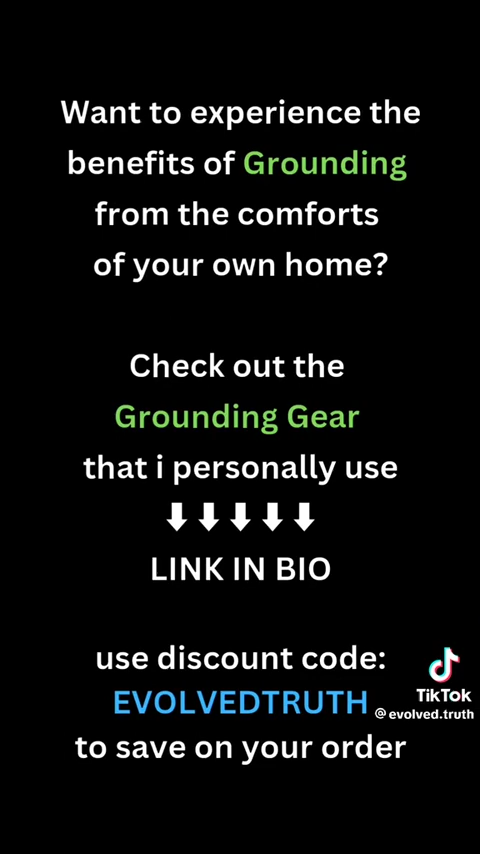 Want to experience the
benefits of Grounding
from the comforts
of your own home?
Check out the
Grounding Gear
that i personally use
⬇⬇⬇⬇⬇
LINK IN BIO
use discount code:
EVOLVEDTRUTH
to save on your order
TikTok
@evolved.truth